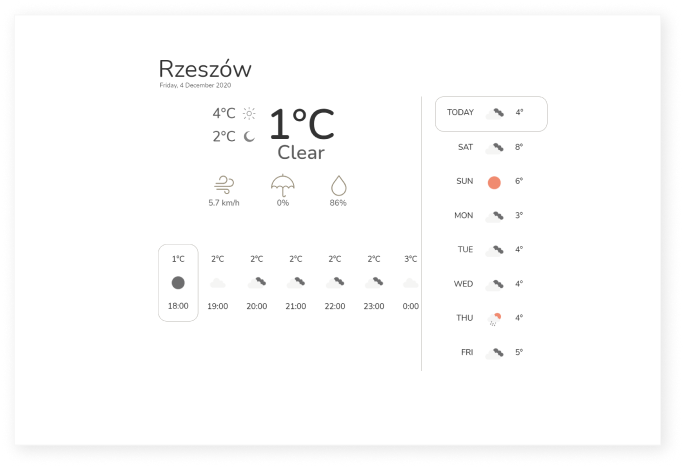 Rzeszów
Friday, 4 December 2020
4°C
2°C
1°C
Clear
5.7 km/h 0% 86%
1°C 2°C 2°C 2°C 2°C 2°C 3°C
18:00 19:00 20:00 21:00 22:00 23:00 0:00
TODAY 4°
SAT 8°
SUN 6°
MON 3°
TUE 4°
WED 4°
THU 4°
FRI 5°